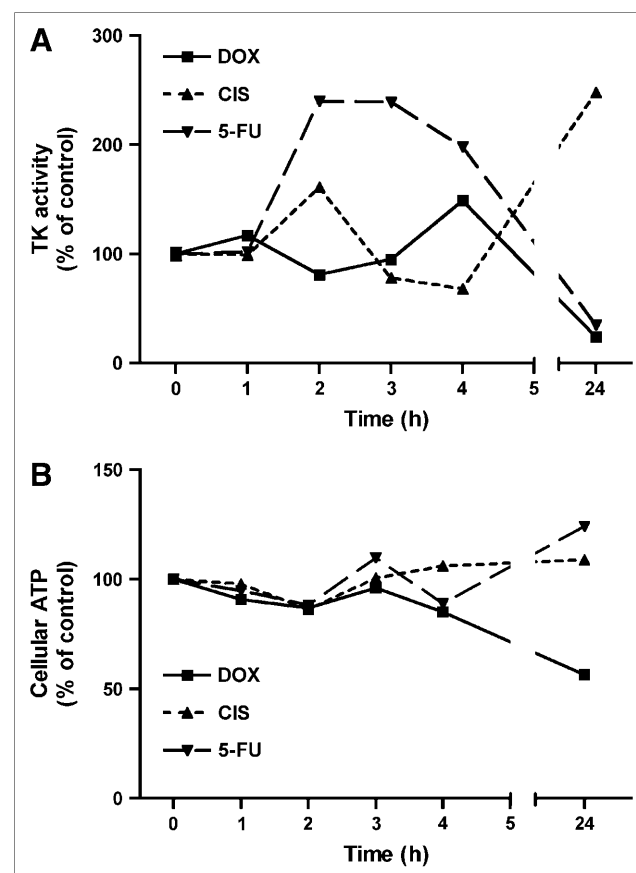 A
300
200
100
0
TK activity
(% of control)
DOX
CIS
5-FU
0 1 2 3 4 5 24
Time (h)
B
150
100
50
0
Cellular ATP
(% of control)
DOX
CIS
5-FU
0 1 2 3 4 5 24
Time (h)